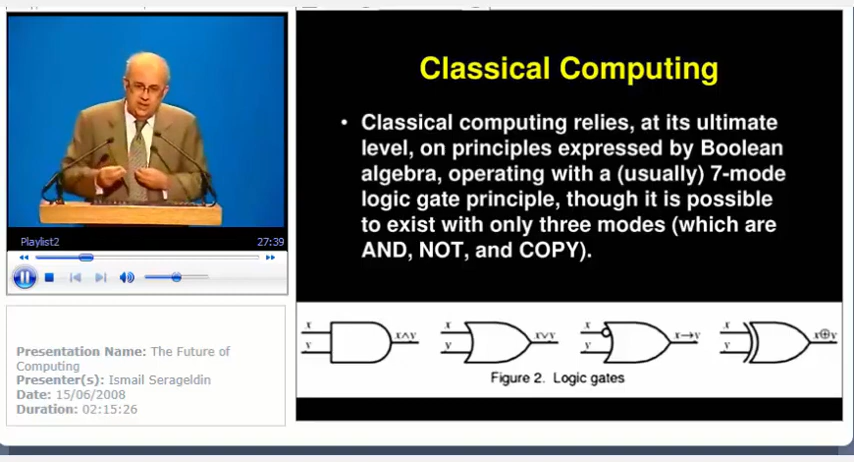 Playlist2
27:39
Presentation Name: The Future of
Computing
Presenter(s): Ismail Serageldin
Date: 15/06/2008
Duration: 02:15:26
Classical Computing
• Classical computing relies, at its ultimate
level, on principles expressed by Boolean
algebra, operating with a (usually) 7-mode
logic gate principle, though it is possible
to exist with only three modes (which are
AND, NOT, and COPY).
x y x∧y
x y x∨y
x y x→y
x y x⊕y
Figure 2. Logic gates